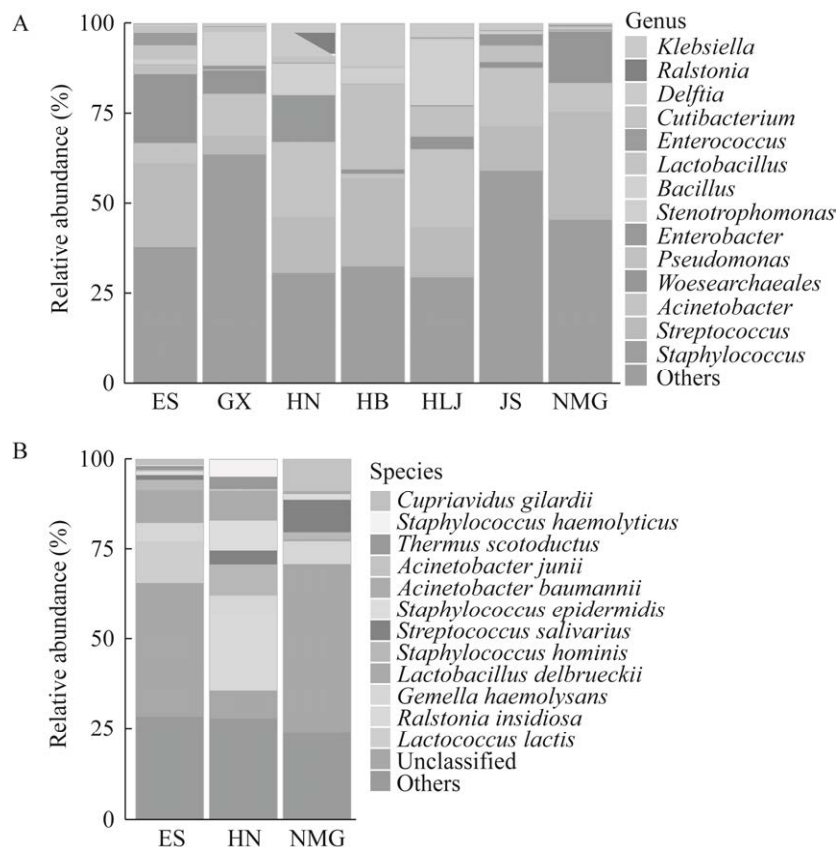 A
Relative abundance (%)
100
75
50
25
0
ES GX HN HB HLJ JS NMG
Genus
Klebsiella
Ralstonia
Delftia
Cutibacterium
Enterococcus
Lactobacillus
Bacillus
Stenotrophomonas
Enterobacter
Pseudomonas
Woesearchaeales
Acinetobacter
Streptococcus
Staphylococcus
Others
B
Relative abundance (%)
100
75
50
25
0
ES HN NMG
Species
Cupriavidus gilardii
Staphylococcus haemolyticus
Thermus scotoductus
Acinetobacter junii
Acinetobacter baumannii
Staphylococcus epidermidis
Streptococcus salivarius
Staphylococcus hominis
Lactobacillus delbrueckii
Gemella haemolysans
Ralstonia insidiosa
Lactococcus lactis
Unclassified
Others